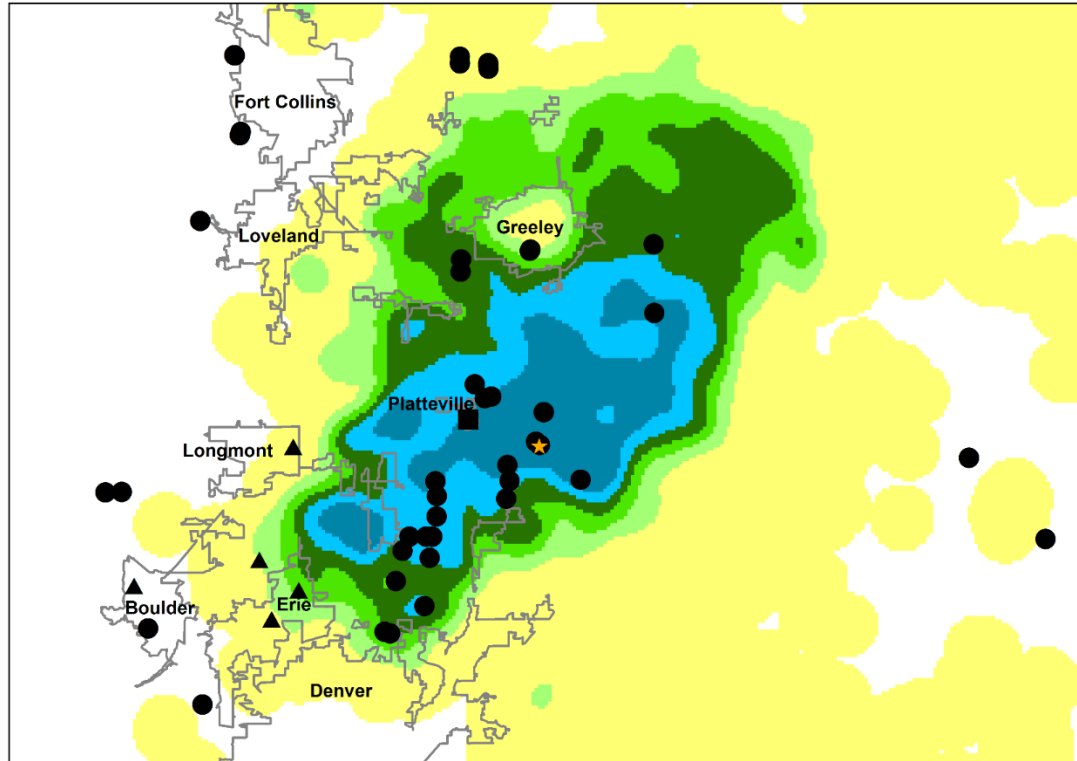 Fort Collins
Greeley
Loveland
Platteville
Longmont
Boulder
Erie
Denver